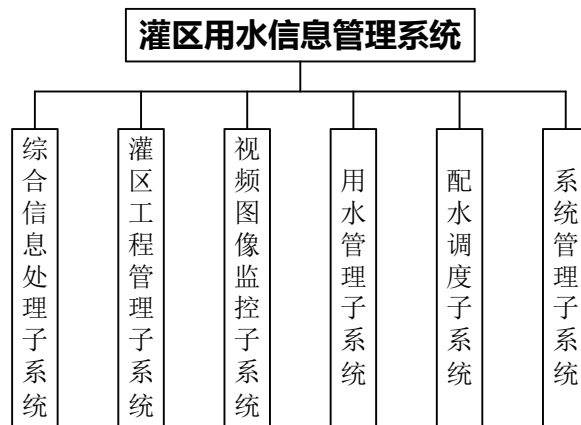 灌区用水信息管理系统
综合信息处理子系统
灌区工程管理子系统
视频图像监控子系统
用水管理子系统
配水调度子系统
系统管理子系统